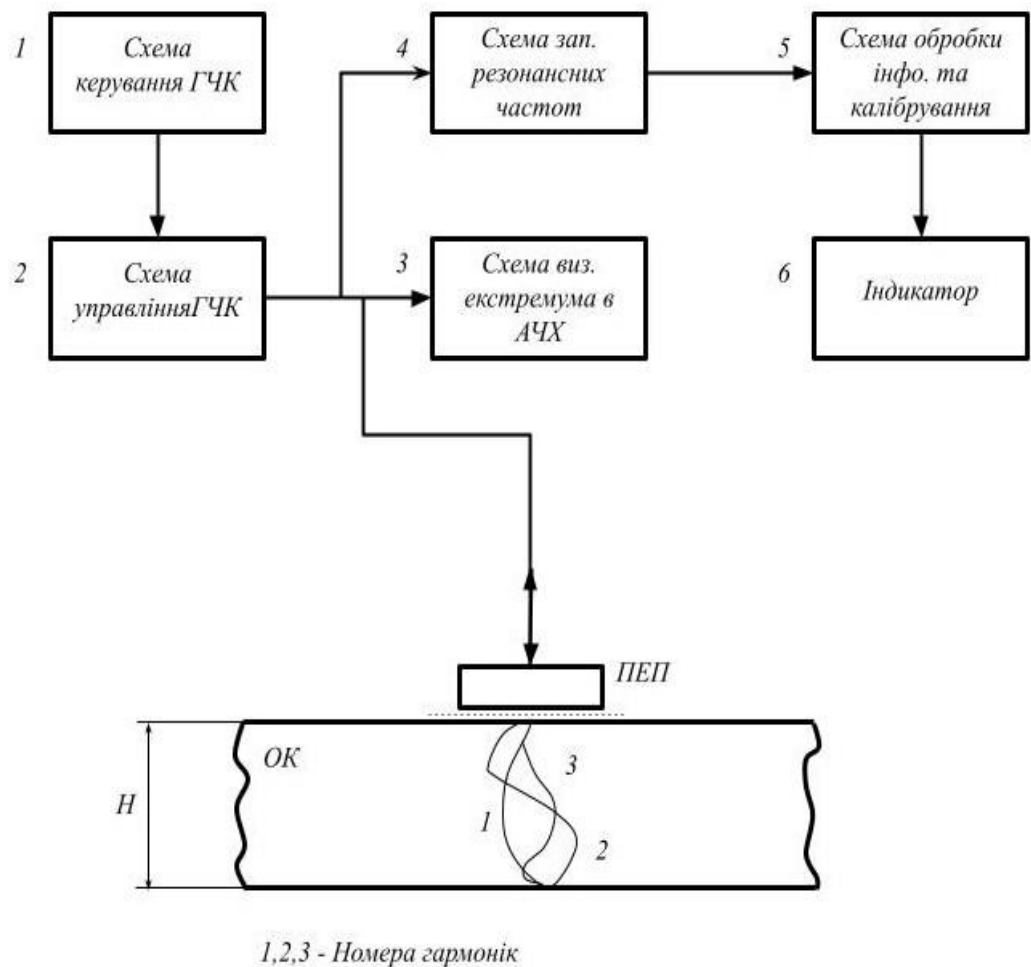 1
Схема
керування ГЧК
4
Схема зап.
резонансних
частот
5
Схема обробки
інфо. та
калібрування
2
Схема
управлінняГЧК
3
Схема виз.
екстремума в
АЧХ
6
Індикатор
ПЕП
ОК
H
3
1
2
1,2,3 - Номера гармонік